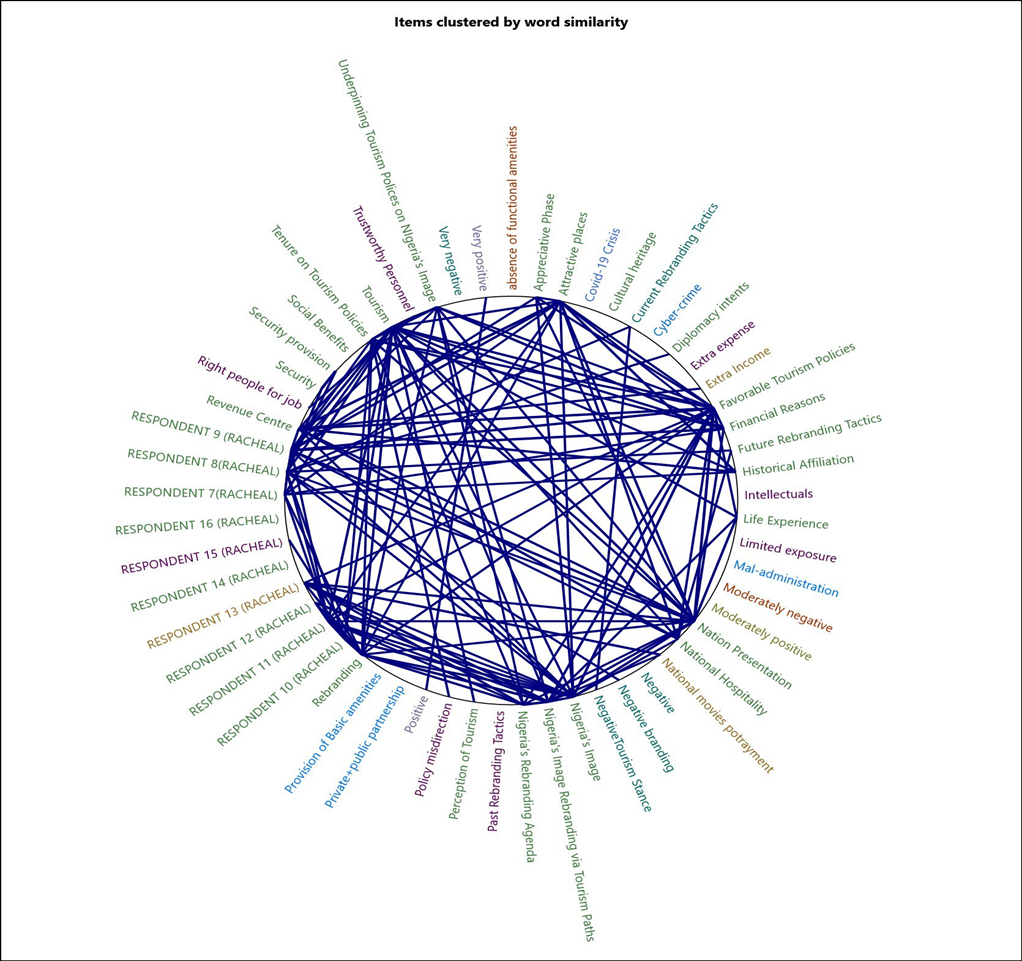 Items clustered by word similarity
absence of functional amenities
Appreciative Phase
Attractive places
Covid-19 Crisis
Cultural heritage
Current Rebranding Tactics
Cyber-crime
Diplomacy intents
Extra expense
Extra Income
Favorable Tourism Policies
Financial Reasons
Future Rebranding Tactics
Historical Affiliation
Intellectuals
Life Experience
Limited exposure
Mal-administration
Moderately negative
Moderately positive
Nation Presentation
National Hospitality
National movies potrayment
Negative
Negative branding
NegativeTourism Stance
Nigeria's Image
Nigeria's Image Rebranding via Tourism Paths
Nigeria's Rebranding Agenda
Past Rebranding Tactics
Perception of Tourism
Policy misdirection
Positive
Private+public partnership
Provision of Basic amenities
Rebranding
RESPONDENT 10 (RACHEAL)
RESPONDENT 11 (RACHEAL)
RESPONDENT 12 (RACHEAL)
RESPONDENT 13 (RACHEAL)
RESPONDENT 14 (RACHEAL)
RESPONDENT 15 (RACHEAL)
RESPONDENT 16 (RACHEAL)
RESPONDENT 7(RACHEAL)
RESPONDENT 8(RACHEAL)
RESPONDENT 9 (RACHEAL)
Revenue Centre
Right people for job
Security
Security provision
Social Benefits
Tenure on Tourism Policies
Tourism
Trustworthy Personnel
Underpinning Tourism Polices on NIgeria's Image
Very negative
Very positive